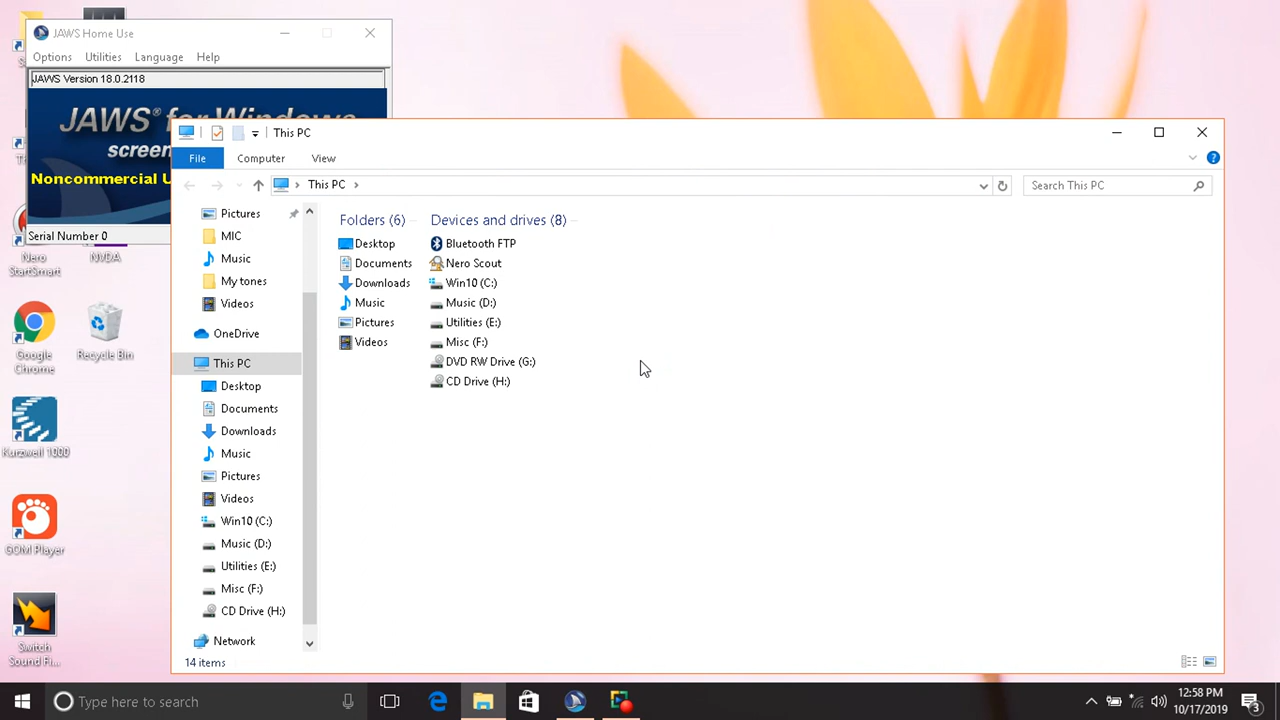 JAWS Home Use
Options Utilities Language Help
JAWS Version 18.0.2118
JAWS® for Windows
Noncommercial U
Serial Number 0
Nero StartSmart
NVDA
Google Chrome
Recycle Bin
Kurzweil 1000
GOM Player
Switch Sound Fi...
This PC
File Computer View
This PC
Search This PC
Pictures
MIC
Music
My tones
Videos
OneDrive
This PC
Desktop
Documents
Downloads
Music
Pictures
Videos
Win10 (C:)
Music (D:)
Utilities (E:)
Misc (F:)
CD Drive (H:)
Network
Folders (6)
Desktop
Documents
Downloads
Music
Pictures
Videos
Devices and drives (8)
Bluetooth FTP
Nero Scout
Win10 (C:)
Music (D:)
Utilities (E:)
Misc (F:)
DVD RW Drive (G:)
CD Drive (H:)
14 items
Type here to search
12:58 PM
10/17/2019
3